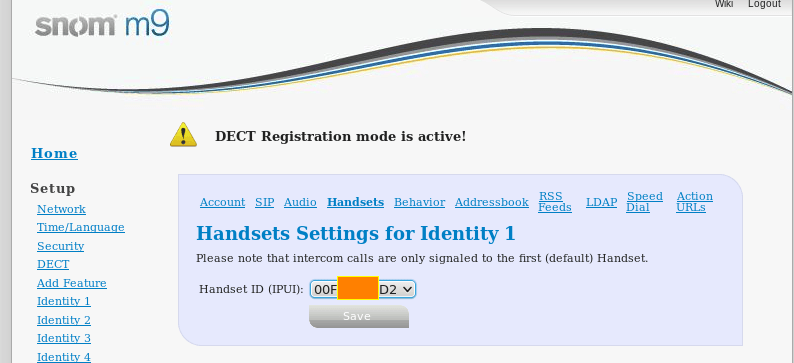 Wiki Logout
snom m9
DECT Registration mode is active!
Home
Setup
Network
Time/Language
Security
DECT
Add Feature
Identity 1
Identity 2
Identity 3
Identity 4
Account SIP Audio Handsets Behavior Addressbook RSS Feeds LDAP Speed Dial Action URLs
Handsets Settings for Identity 1
Please note that intercom calls are only signaled to the first (default) Handset.
Handset ID (IPUI): 00F D2
Save